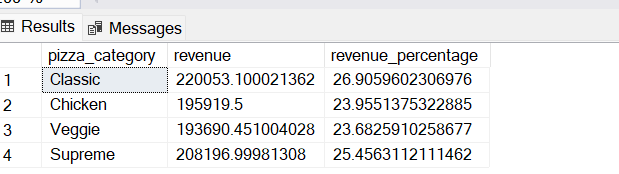 Results Messages
pizza_category revenue revenue_percentage
1 Classic 220053.100021362 26.9059602306976
2 Chicken 195919.5 23.9551375322885
3 Veggie 193690.451004028 23.6825910258677
4 Supreme 208196.99981308 25.4563112111462